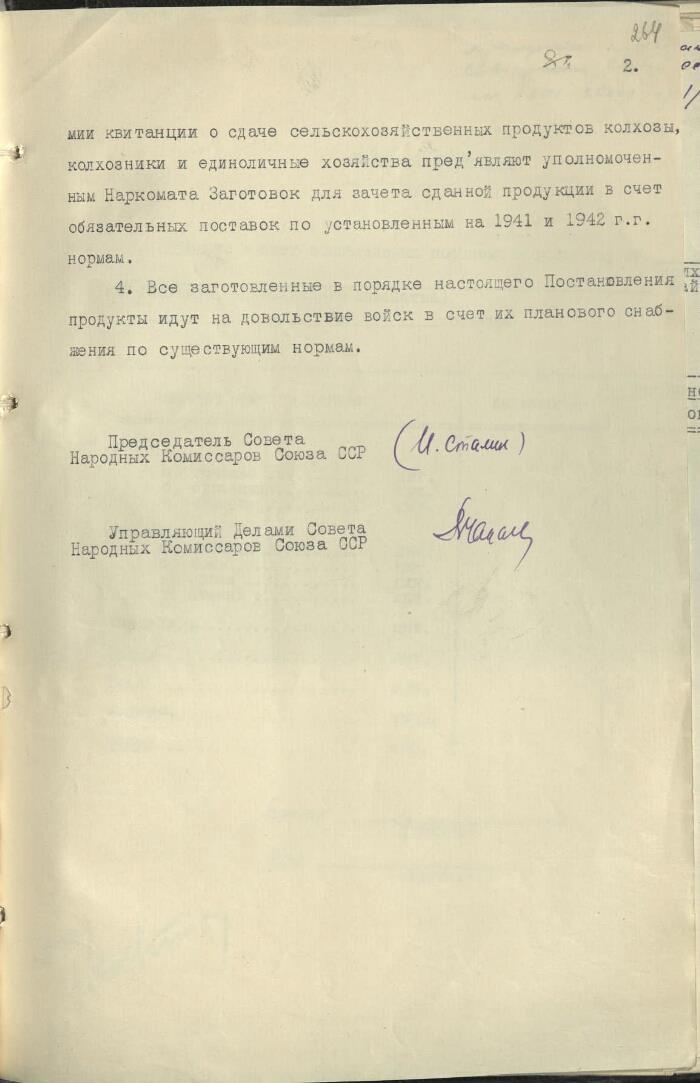 264
2.
мии квитанции о сдаче сельскохозяйственных продуктов колхозы,
колхозники и единоличные хозяйства пред'являют уполномочен-
ным Наркомата Заготовок для зачета сданной продукции в счет
обязательных поставок по установленным на 1941 и 1942 г.г.
нормам.
4. Все заготовленные в порядке настоящего Постановления
продукты идут на довольствие войск в счет их планового снаб-
жения по существующим нормам.
Председатель Совета
Народных Комиссаров Союза ССР (И. Сталин)
Управляющий Делами Совета
Народных Комиссаров Союза ССР